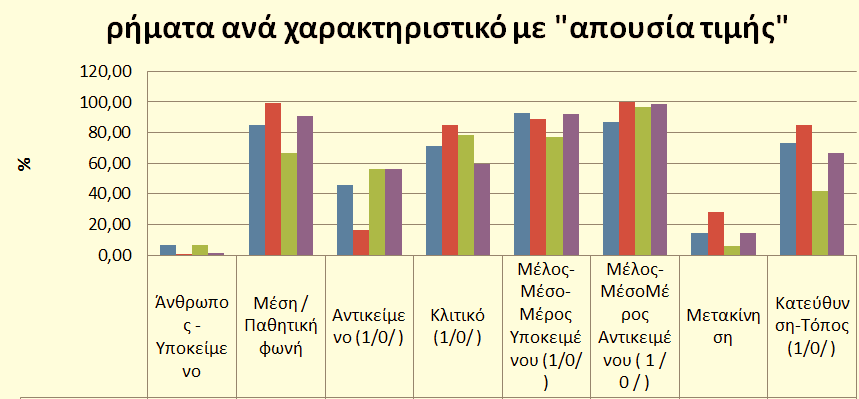 ρήματα ανά χαρακτηριστικό με "απουσία τιμής"
120,00
100,00
80,00
60,00
40,00
20,00
0,00
%
Άνθρωπο
ς -
Υποκείμε
νο
Μέση /
Παθητική
φωνή
Αντικείμε
νο (1/0/ )
Κλιτικό
(1/0/ )
Μέλος-
Μέσο-
Μέρος
Υποκειμέ
νου (1/0/
)
Μέλος-
ΜέσοΜέ
ρος
Αντικειμέ
νου ( 1 /
0 / )
Μετακίν
ηση
Κατεύθυν
ση-Τόπος
(1/0/ )